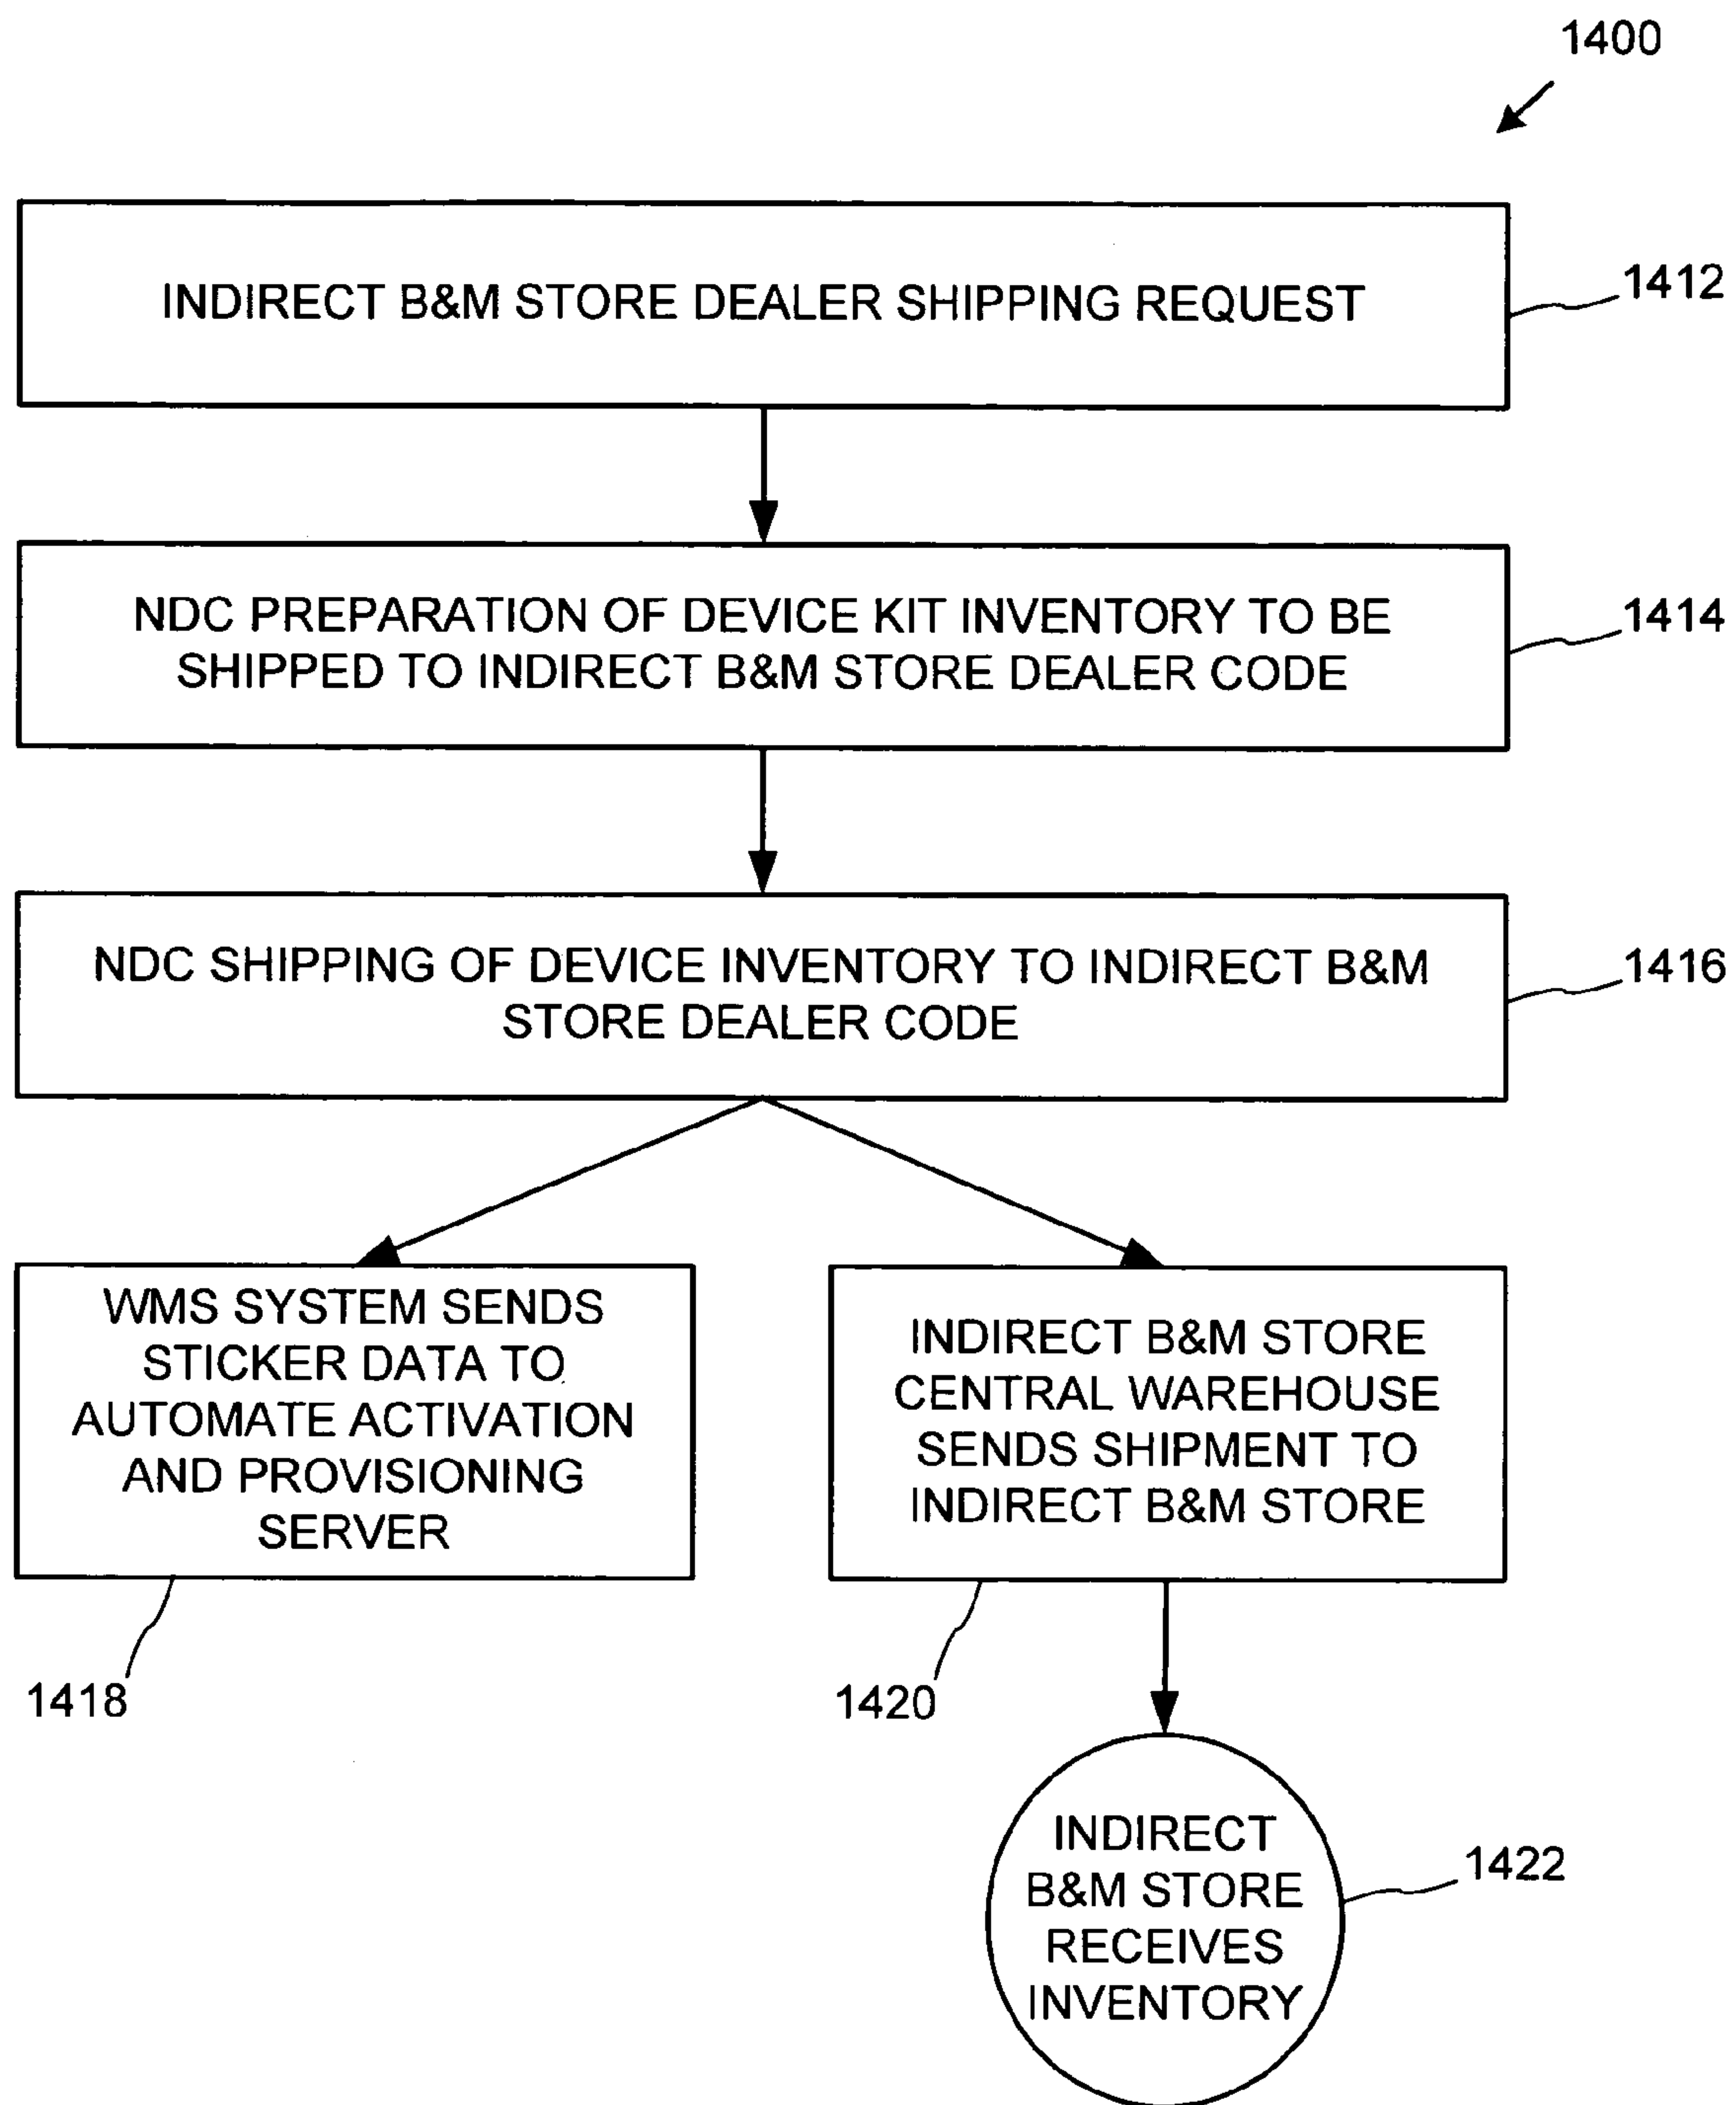 1400
INDIRECT B&M STORE DEALER SHIPPING REQUEST
1412
NDC PREPARATION OF DEVICE KIT INVENTORY TO BE
SHIPPED TO INDIRECT B&M STORE DEALER CODE
1414
NDC SHIPPING OF DEVICE INVENTORY TO INDIRECT B&M
STORE DEALER CODE
1416
WMS SYSTEM SENDS
STICKER DATA TO
AUTOMATE ACTIVATION
AND PROVISIONING
SERVER
1418
INDIRECT B&M STORE
CENTRAL WAREHOUSE
SENDS SHIPMENT TO
INDIRECT B&M STORE
1420
INDIRECT
B&M STORE
RECEIVES
INVENTORY
1422